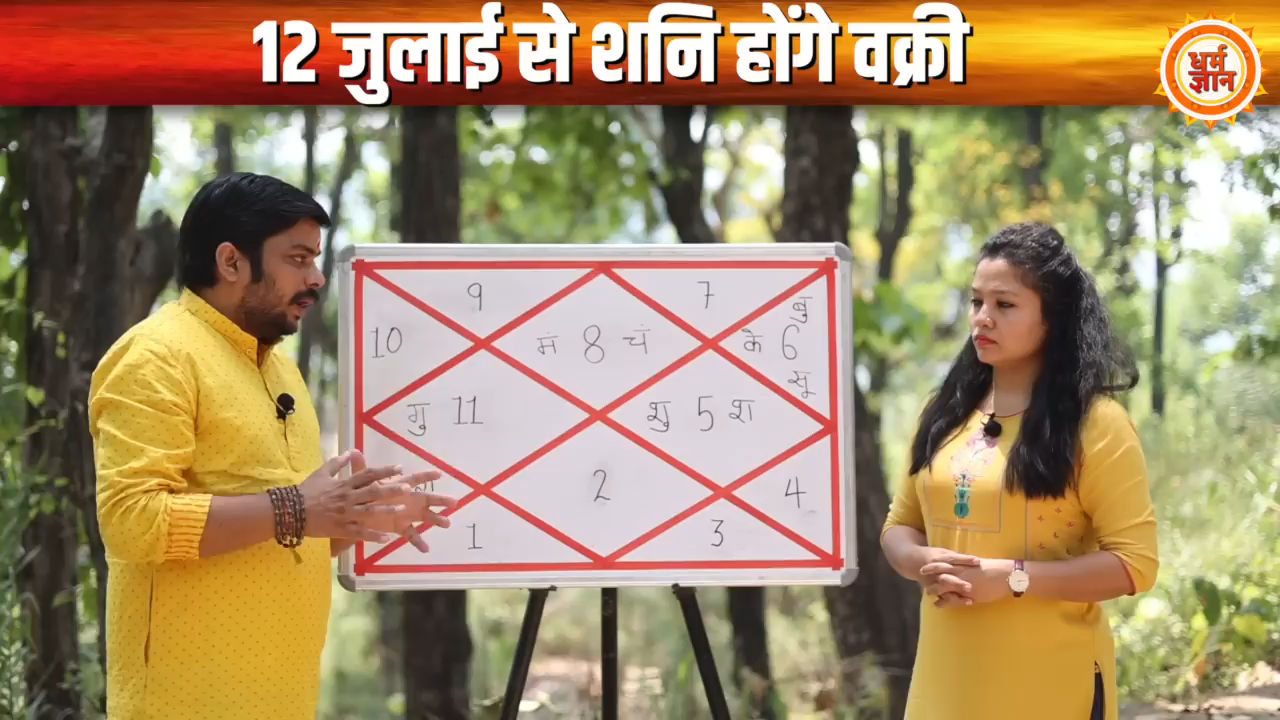 12 जुलाई से शनि होंगे वक्री
धर्म
ज्ञान
9
7
बु
10
मं 8 चं
के 6
सू
गु 11
शु 5 श
2
4
1
3